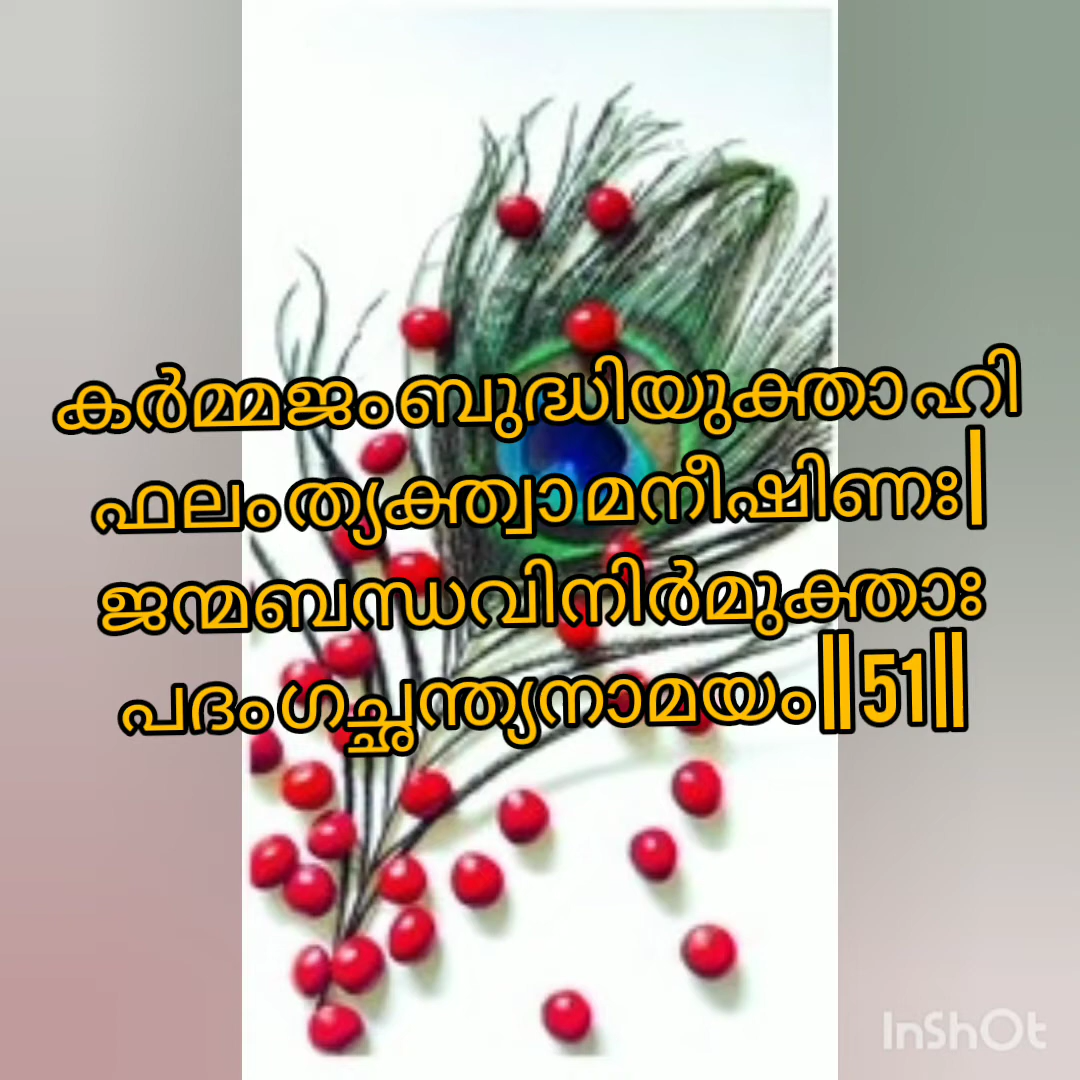 കർമ്മജം ബുദ്ധിയുക്താ ഹി
ഫലം ത്യക്ത്വാ മനീഷിണഃ|
ജന്മബന്ധവിനിർമുക്താഃ
പദം ഗച്ഛന്ത്യനാമയം||51||
InShOt